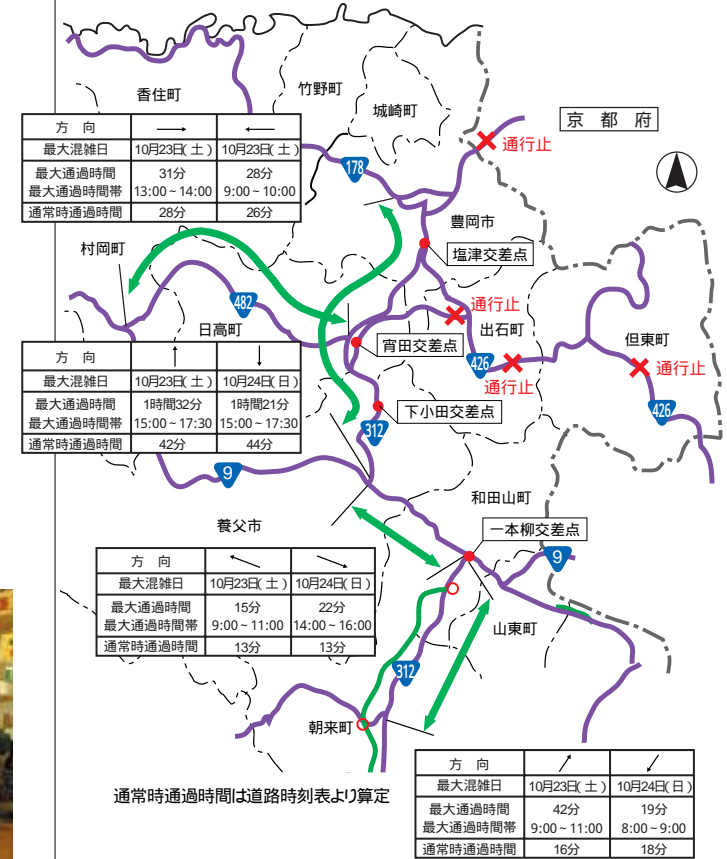 竹野町
香住町
城崎町
京都府
通行止
方 向 → ←
最大混雑日 10月23日(土) 10月23日(土)
最大通過時間 31分 28分
最大通過時間帯 13:00~14:00 9:00~10:00
通常時通過時間 28分 26分
178
豊岡市
塩津交差点
村岡町
482
日高町
通行止
出石町
但東町
宵田交差点
426
通行止
通行止
426
下小田交差点
312
方 向 ↑ ↓
最大混雑日 10月23日(土) 10月24日(日)
最大通過時間 1時間32分 1時間21分
最大通過時間帯 15:00~17:30 15:00~17:30
通常時通過時間 42分 44分
9
和田山町
養父市
一本柳交差点
9
方 向 ↖ ↘
最大混雑日 10月23日(土) 10月24日(日)
最大通過時間 15分 22分
最大通過時間帯 9:00~11:00 14:00~16:00
通常時通過時間 13分 13分
山東町
312
朝来町
方 向 ↗ ↙
最大混雑日 10月23日(土) 10月24日(日)
最大通過時間 42分 19分
最大通過時間帯 9:00~11:00 8:00~9:00
通常時通過時間 16分 18分
通常時通過時間は道路時刻表より算定